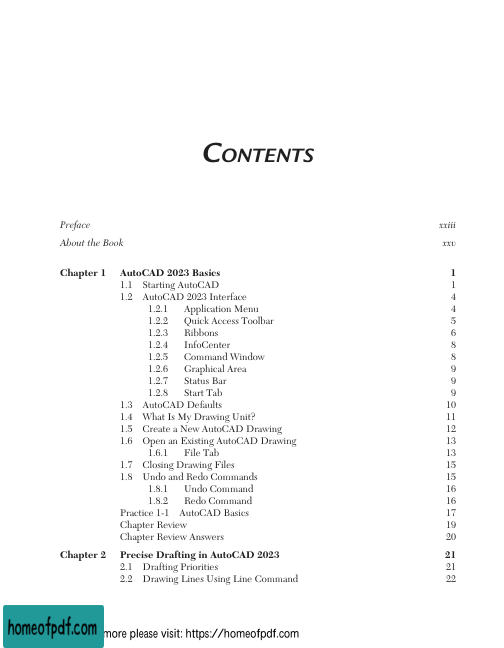 CONTENTS
Preface xxiii
About the Book xxv
Chapter 1 AutoCAD 2023 Basics 1
1.1 Starting AutoCAD 1
1.2 AutoCAD 2023 Interface 4
1.2.1 Application Menu 4
1.2.2 Quick Access Toolbar 5
1.2.3 Ribbons 6
1.2.4 InfoCenter 8
1.2.5 Command Window 8
1.2.6 Graphical Area 9
1.2.7 Status Bar 9
1.2.8 Start Tab 9
1.3 AutoCAD Defaults 10
1.4 What Is My Drawing Unit? 11
1.5 Create a New AutoCAD Drawing 12
1.6 Open an Existing AutoCAD Drawing 13
1.6.1 File Tab 13
1.7 Closing Drawing Files 15
1.8 Undo and Redo Commands 15
1.8.1 Undo Command 16
1.8.2 Redo Command 16
Practice 1-1 AutoCAD Basics 17
Chapter Review 19
Chapter Review Answers 20
Chapter 2 Precise Drafting in AutoCAD 2023 21
2.1 Drafting Priorities 21
2.2 Drawing Lines Using Line Command 22
homeofpdf.com more please visit: https://homeofpdf.com